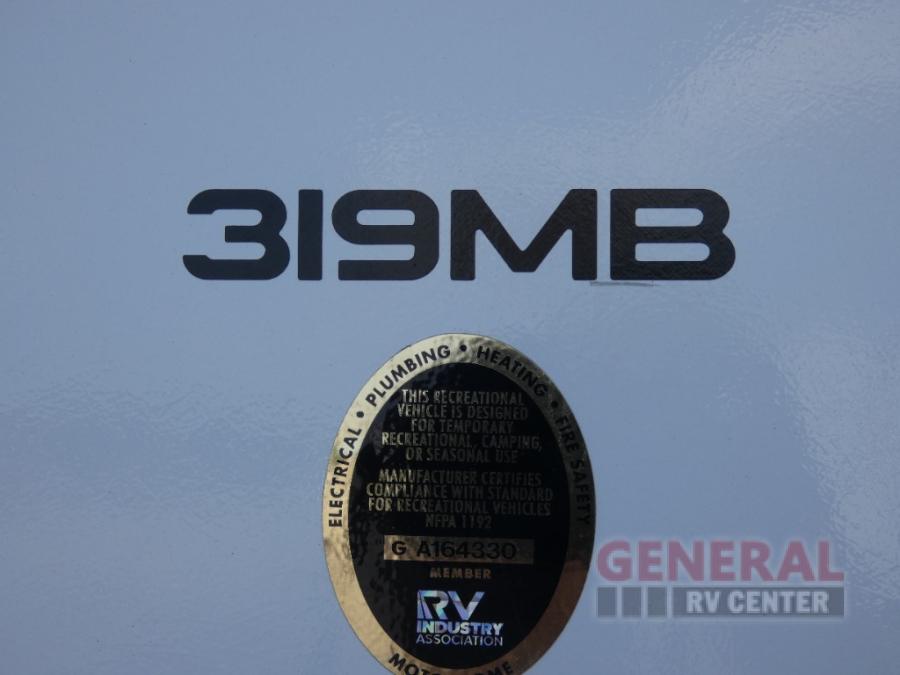 319MB
ELECTRICAL • PLUMBING • HEATING • FIRE SAFETY
THIS RECREATIONAL
VEHICLE IS DESIGNED
FOR TEMPORARY
RECREATIONAL, CAMPING,
OR SEASONAL USE
MANUFACTURER CERTIFIES
COMPLIANCE WITH STANDARD
FOR RECREATIONAL VEHICLES
NFPA 1192
G A164330
MEMBER
RV
INDUSTRY
ASSOCIATION
GENERAL
RV CENTER